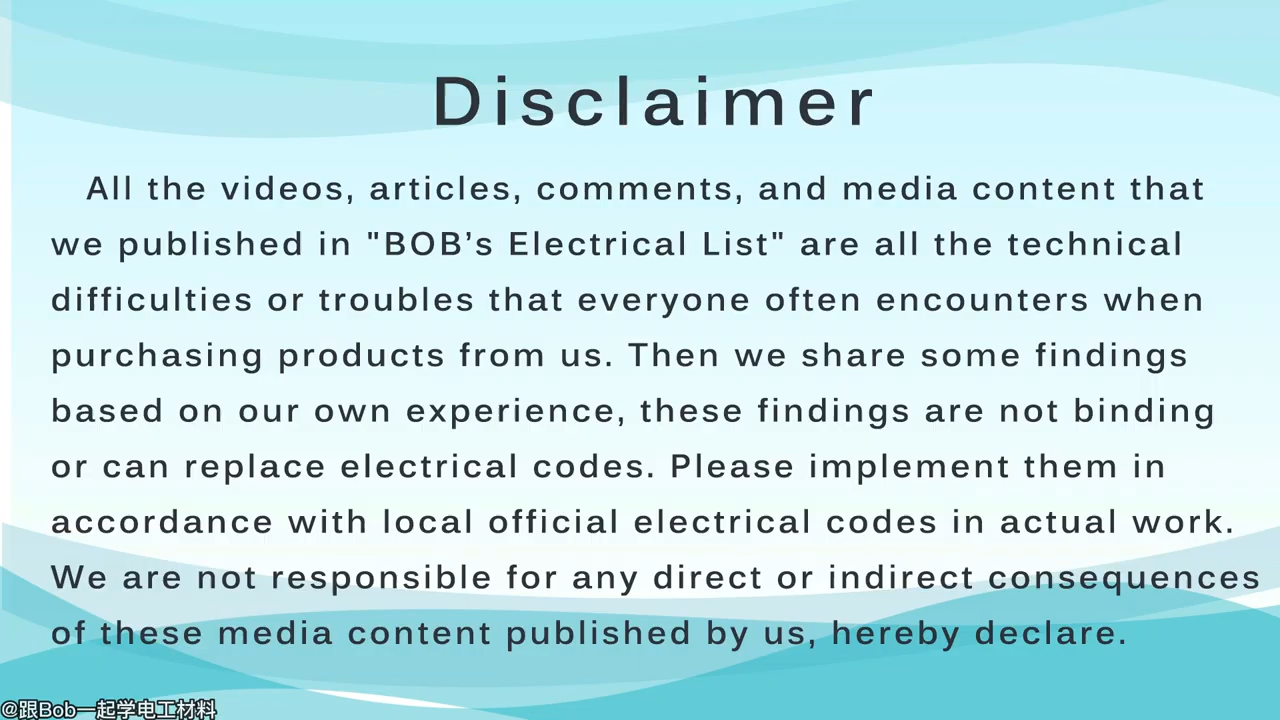 Disclaimer
All the videos, articles, comments, and media content that
we published in "BOB’s Electrical List" are all the technical
difficulties or troubles that everyone often encounters when
purchasing products from us. Then we share some findings
based on our own experience, these findings are not binding
or can replace electrical codes. Please implement them in
accordance with local official electrical codes in actual work.
We are not responsible for any direct or indirect consequences
of these media content published by us, hereby declare.
@跟Bob一起学电工材料